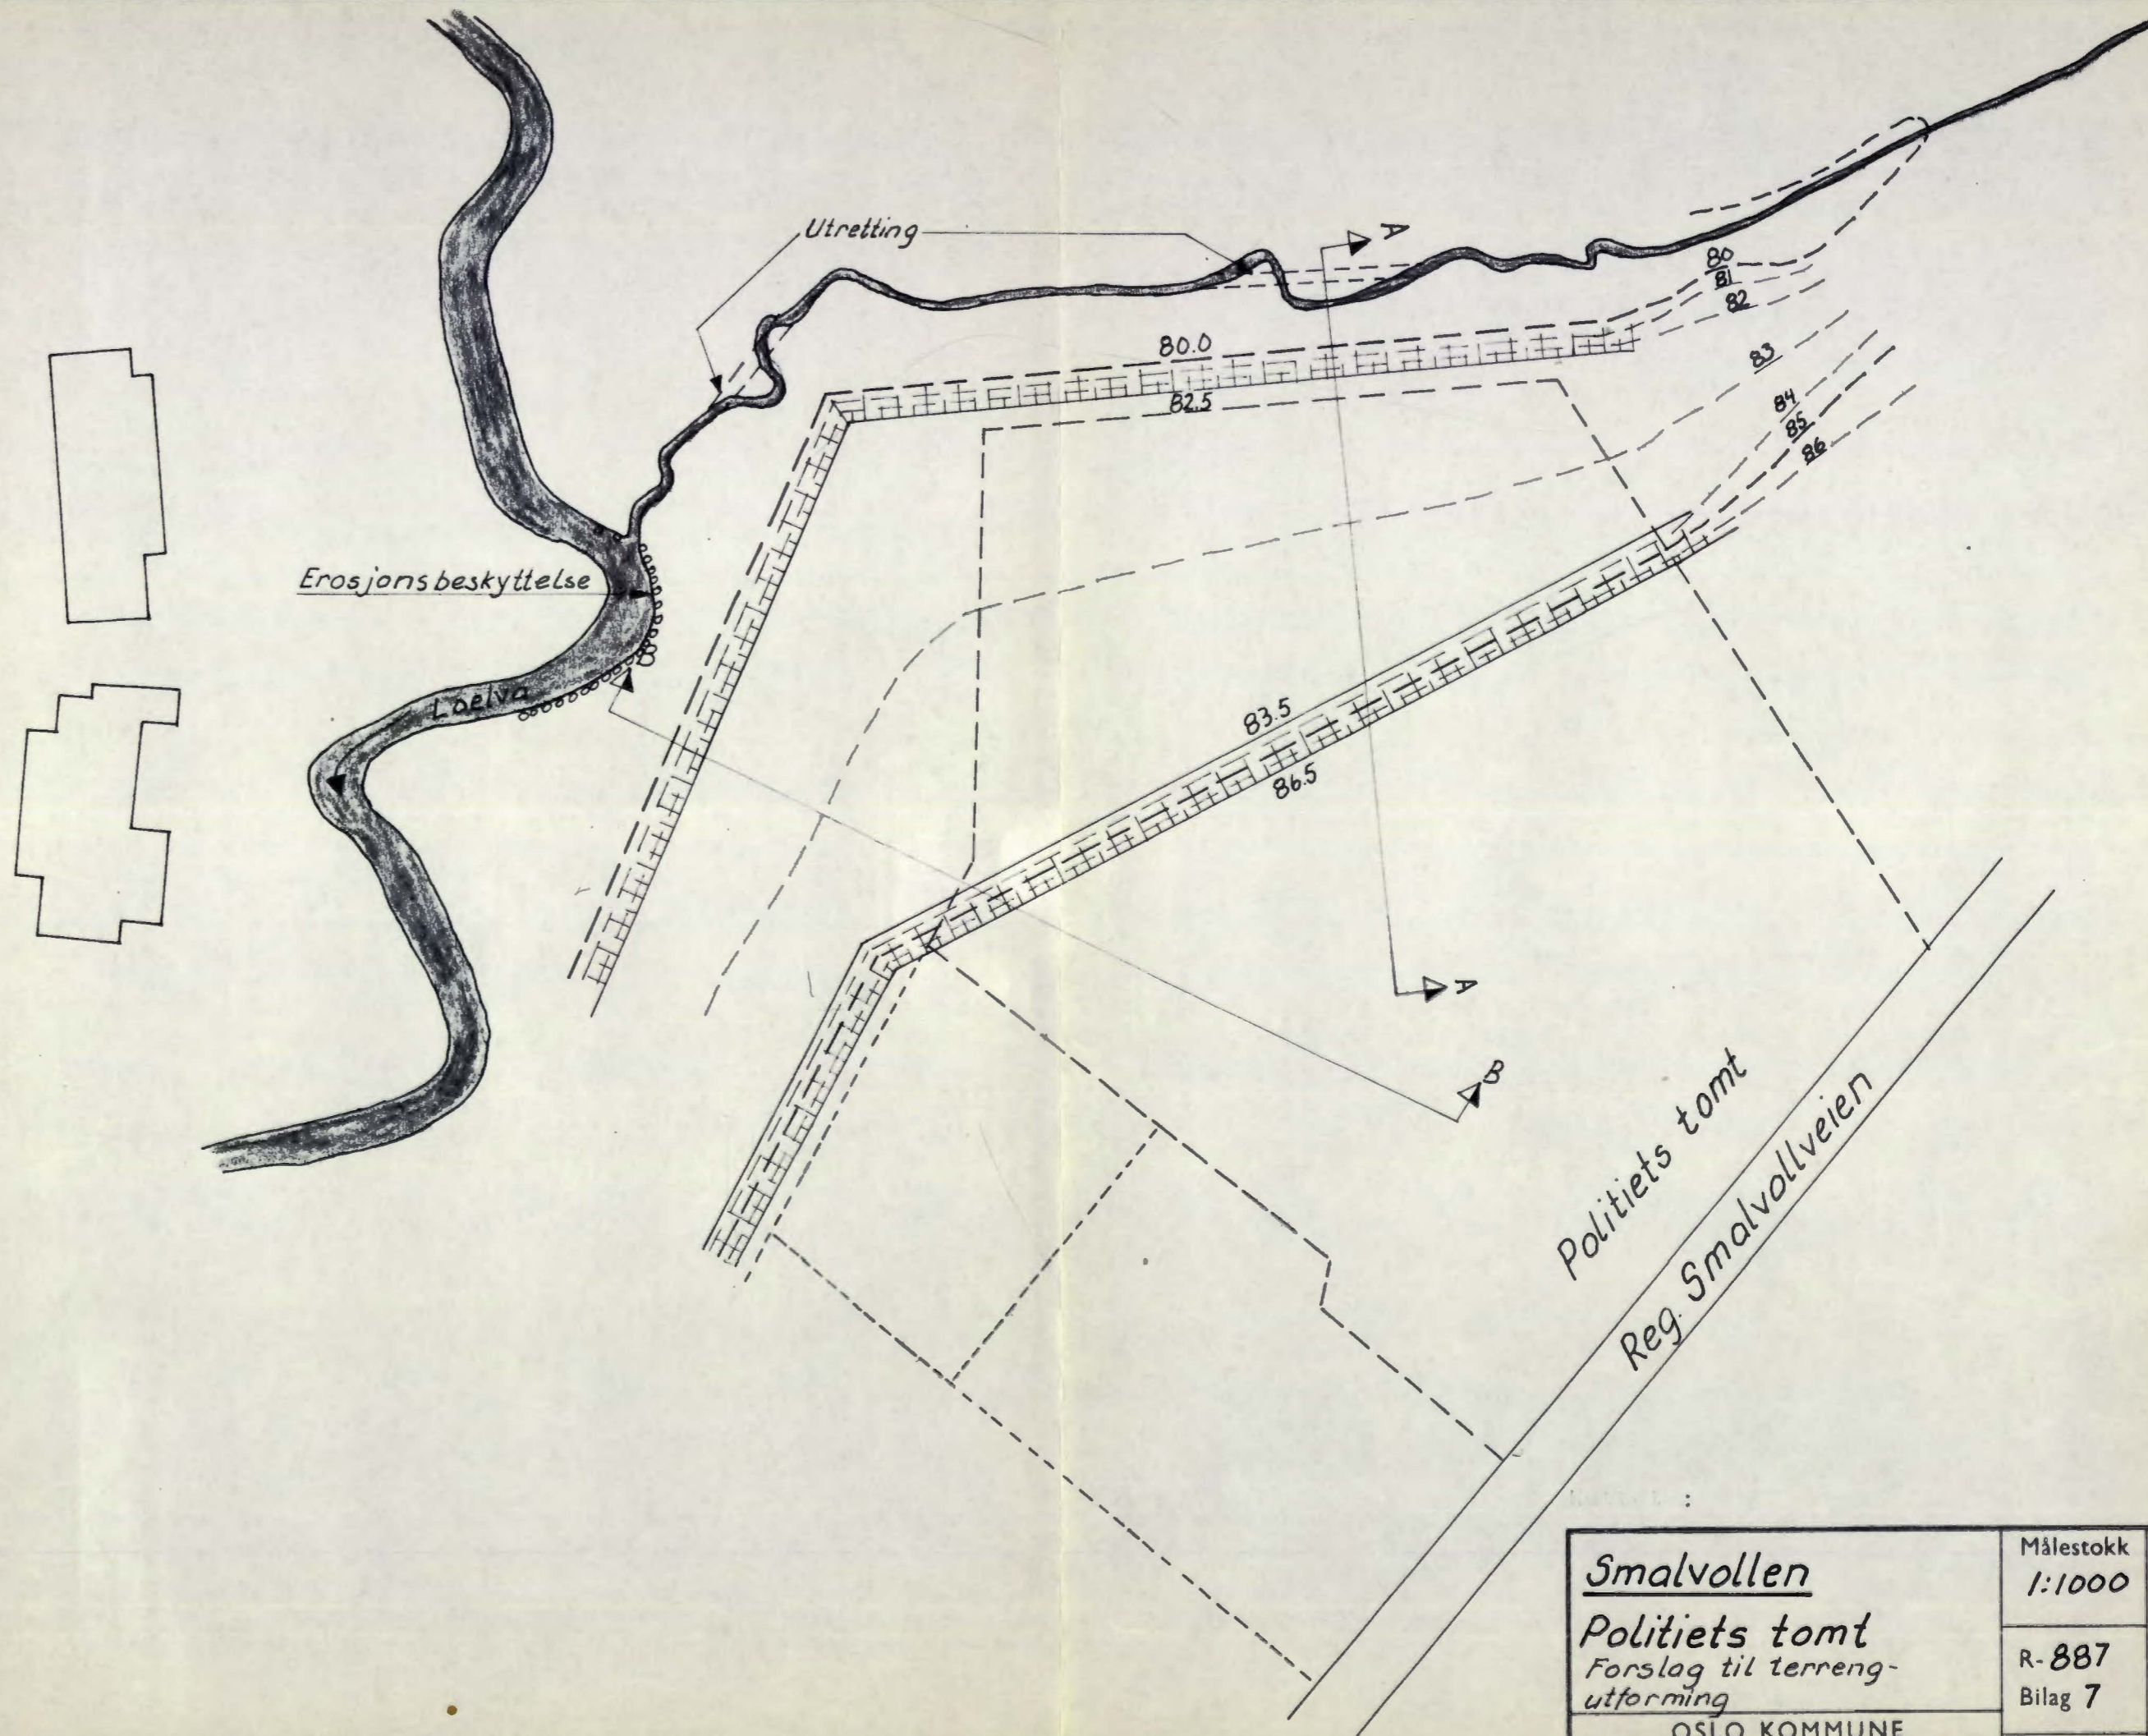 Utretting
A
80
81
82
80.0
82.5
83
84
85
86
Erosjonsbeskyttelse
B
Loelva
83.5
86.5
A
B
Politiets tomt
Reg. Smalvollveien
Smalvollen
Politiets tomt
Forslag til terreng-
utforming
OSLO KOMMUNE
Målestokk
1:1000
R-887
Bilag 7